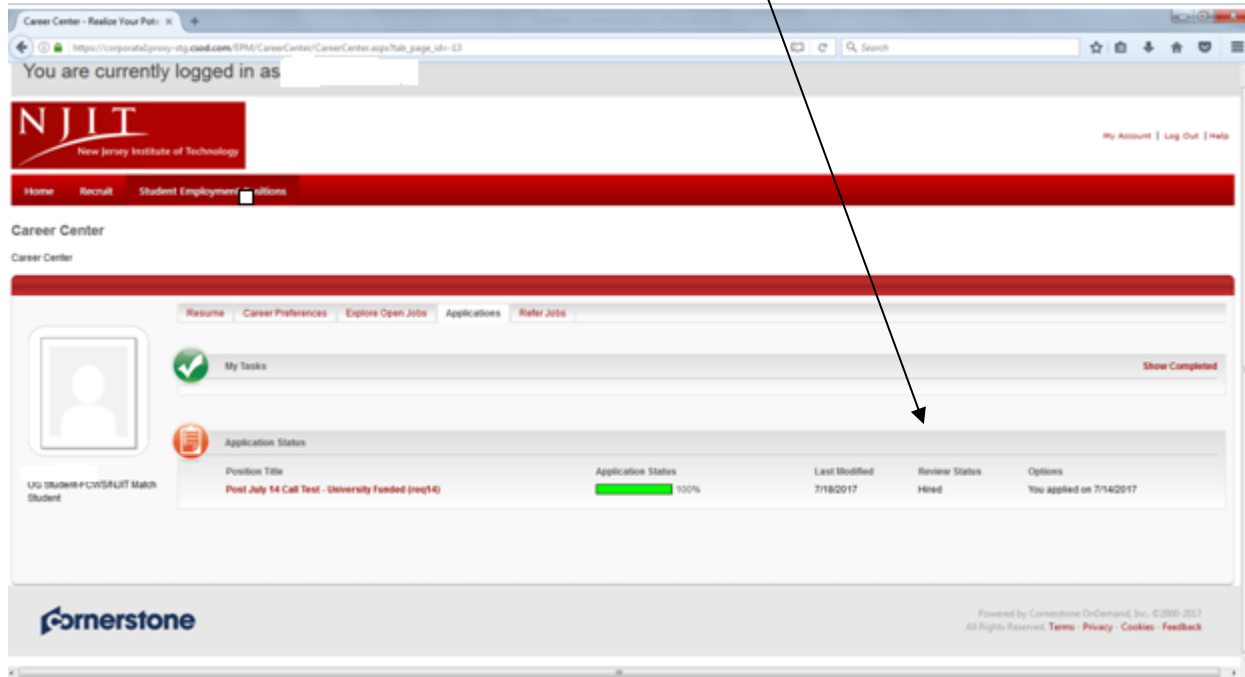 Career Center - Realize Your Pote
https://corporate1proxy-stg.csod.com/EPM/CareerCenter/CareerCenter.aspx?tab_page_id=-13
Search
You are currently logged in as
NJIT
New Jersey Institute of Technology
My Account | Log Out | Help
Home Recruit Student Employment
Career Center
Career Center
Resume Career Preferences Explore Open Jobs Applications Refer Jobs
My Tasks Show Completed
Application Status
Position Title Application Status Last Modified Review Status Options
Post July 14 Call Test - University Funded (req14) 100% 7/18/2017 Hired You applied on 7/14/2017
UG Student-FCWS/NJIT Match
Student
Cornerstone
Powered by Cornerstone OnDemand, Inc. ©2000-2017
All Rights Reserved. Terms - Privacy - Cookies - Feedback